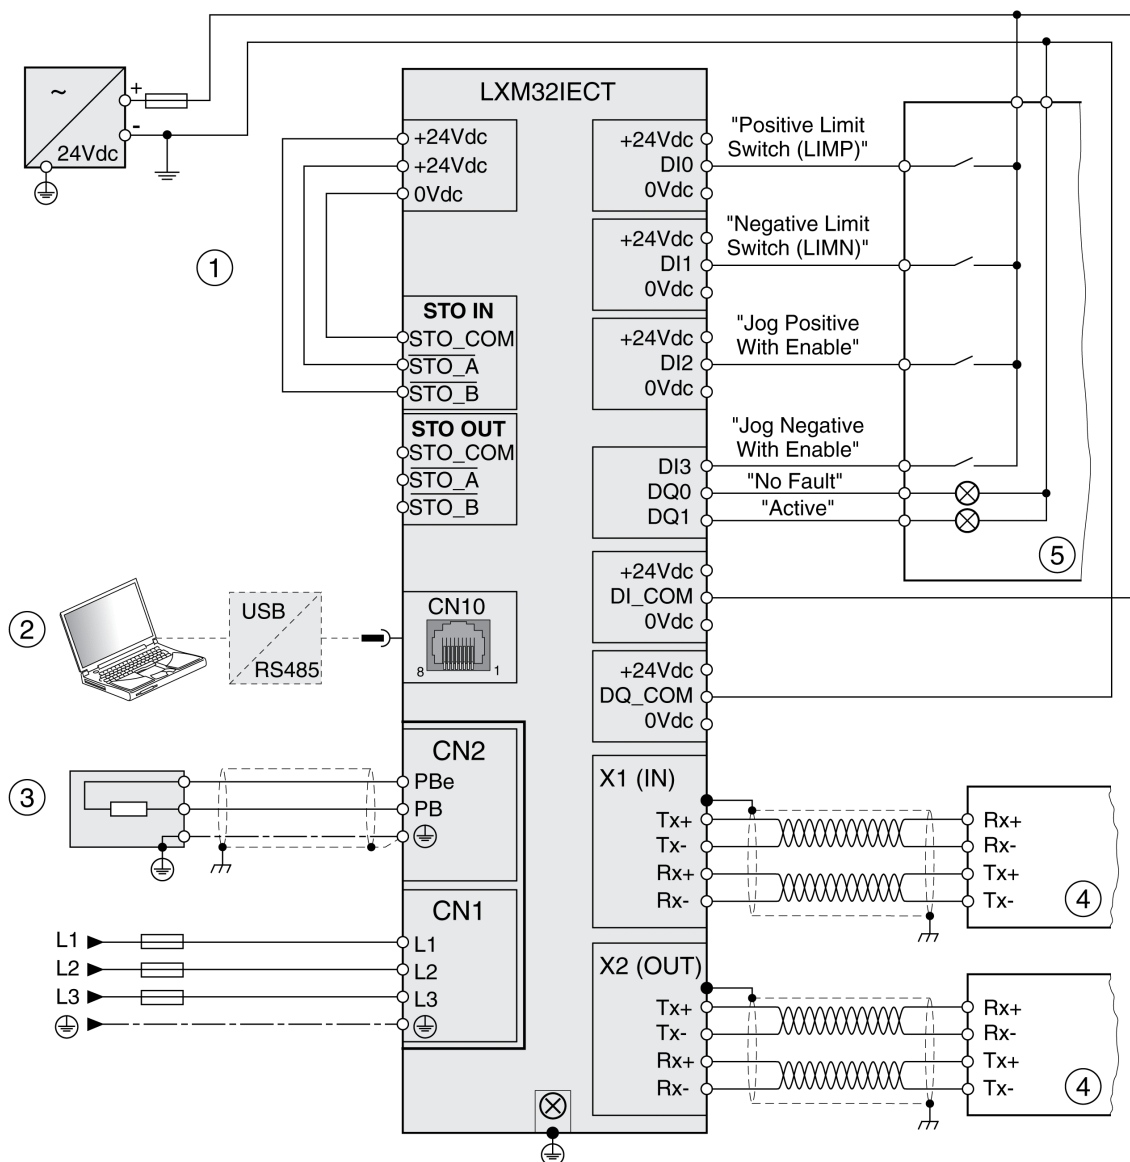 +
~
-
24Vdc
LXM32IECT
+24Vdc
+24Vdc
0Vdc
1
STO IN
STO_COM
STO_A
STO_B
STO OUT
STO_COM
STO_A
STO_B
+24Vdc
DI0
0Vdc
"Positive Limit
Switch (LIMP)"
+24Vdc
DI1
0Vdc
"Negative Limit
Switch (LIMN)"
+24Vdc
DI2
0Vdc
"Jog Positive
With Enable"
DI3
DQ0
DQ1
"Jog Negative
With Enable"
"No Fault"
"Active"
5
+24Vdc
DI_COM
0Vdc
+24Vdc
DQ_COM
0Vdc
2
USB
RS485
CN10
8
1
3
CN2
PBe
PB
CN1
L1
L2
L3
L1
L2
L3
X1 (IN)
Tx+
Tx-
Rx+
Rx-
Rx+
Rx-
Tx+
Tx-
4
X2 (OUT)
Tx+
Tx-
Rx+
Rx-
Rx+
Rx-
Tx+
Tx-
4